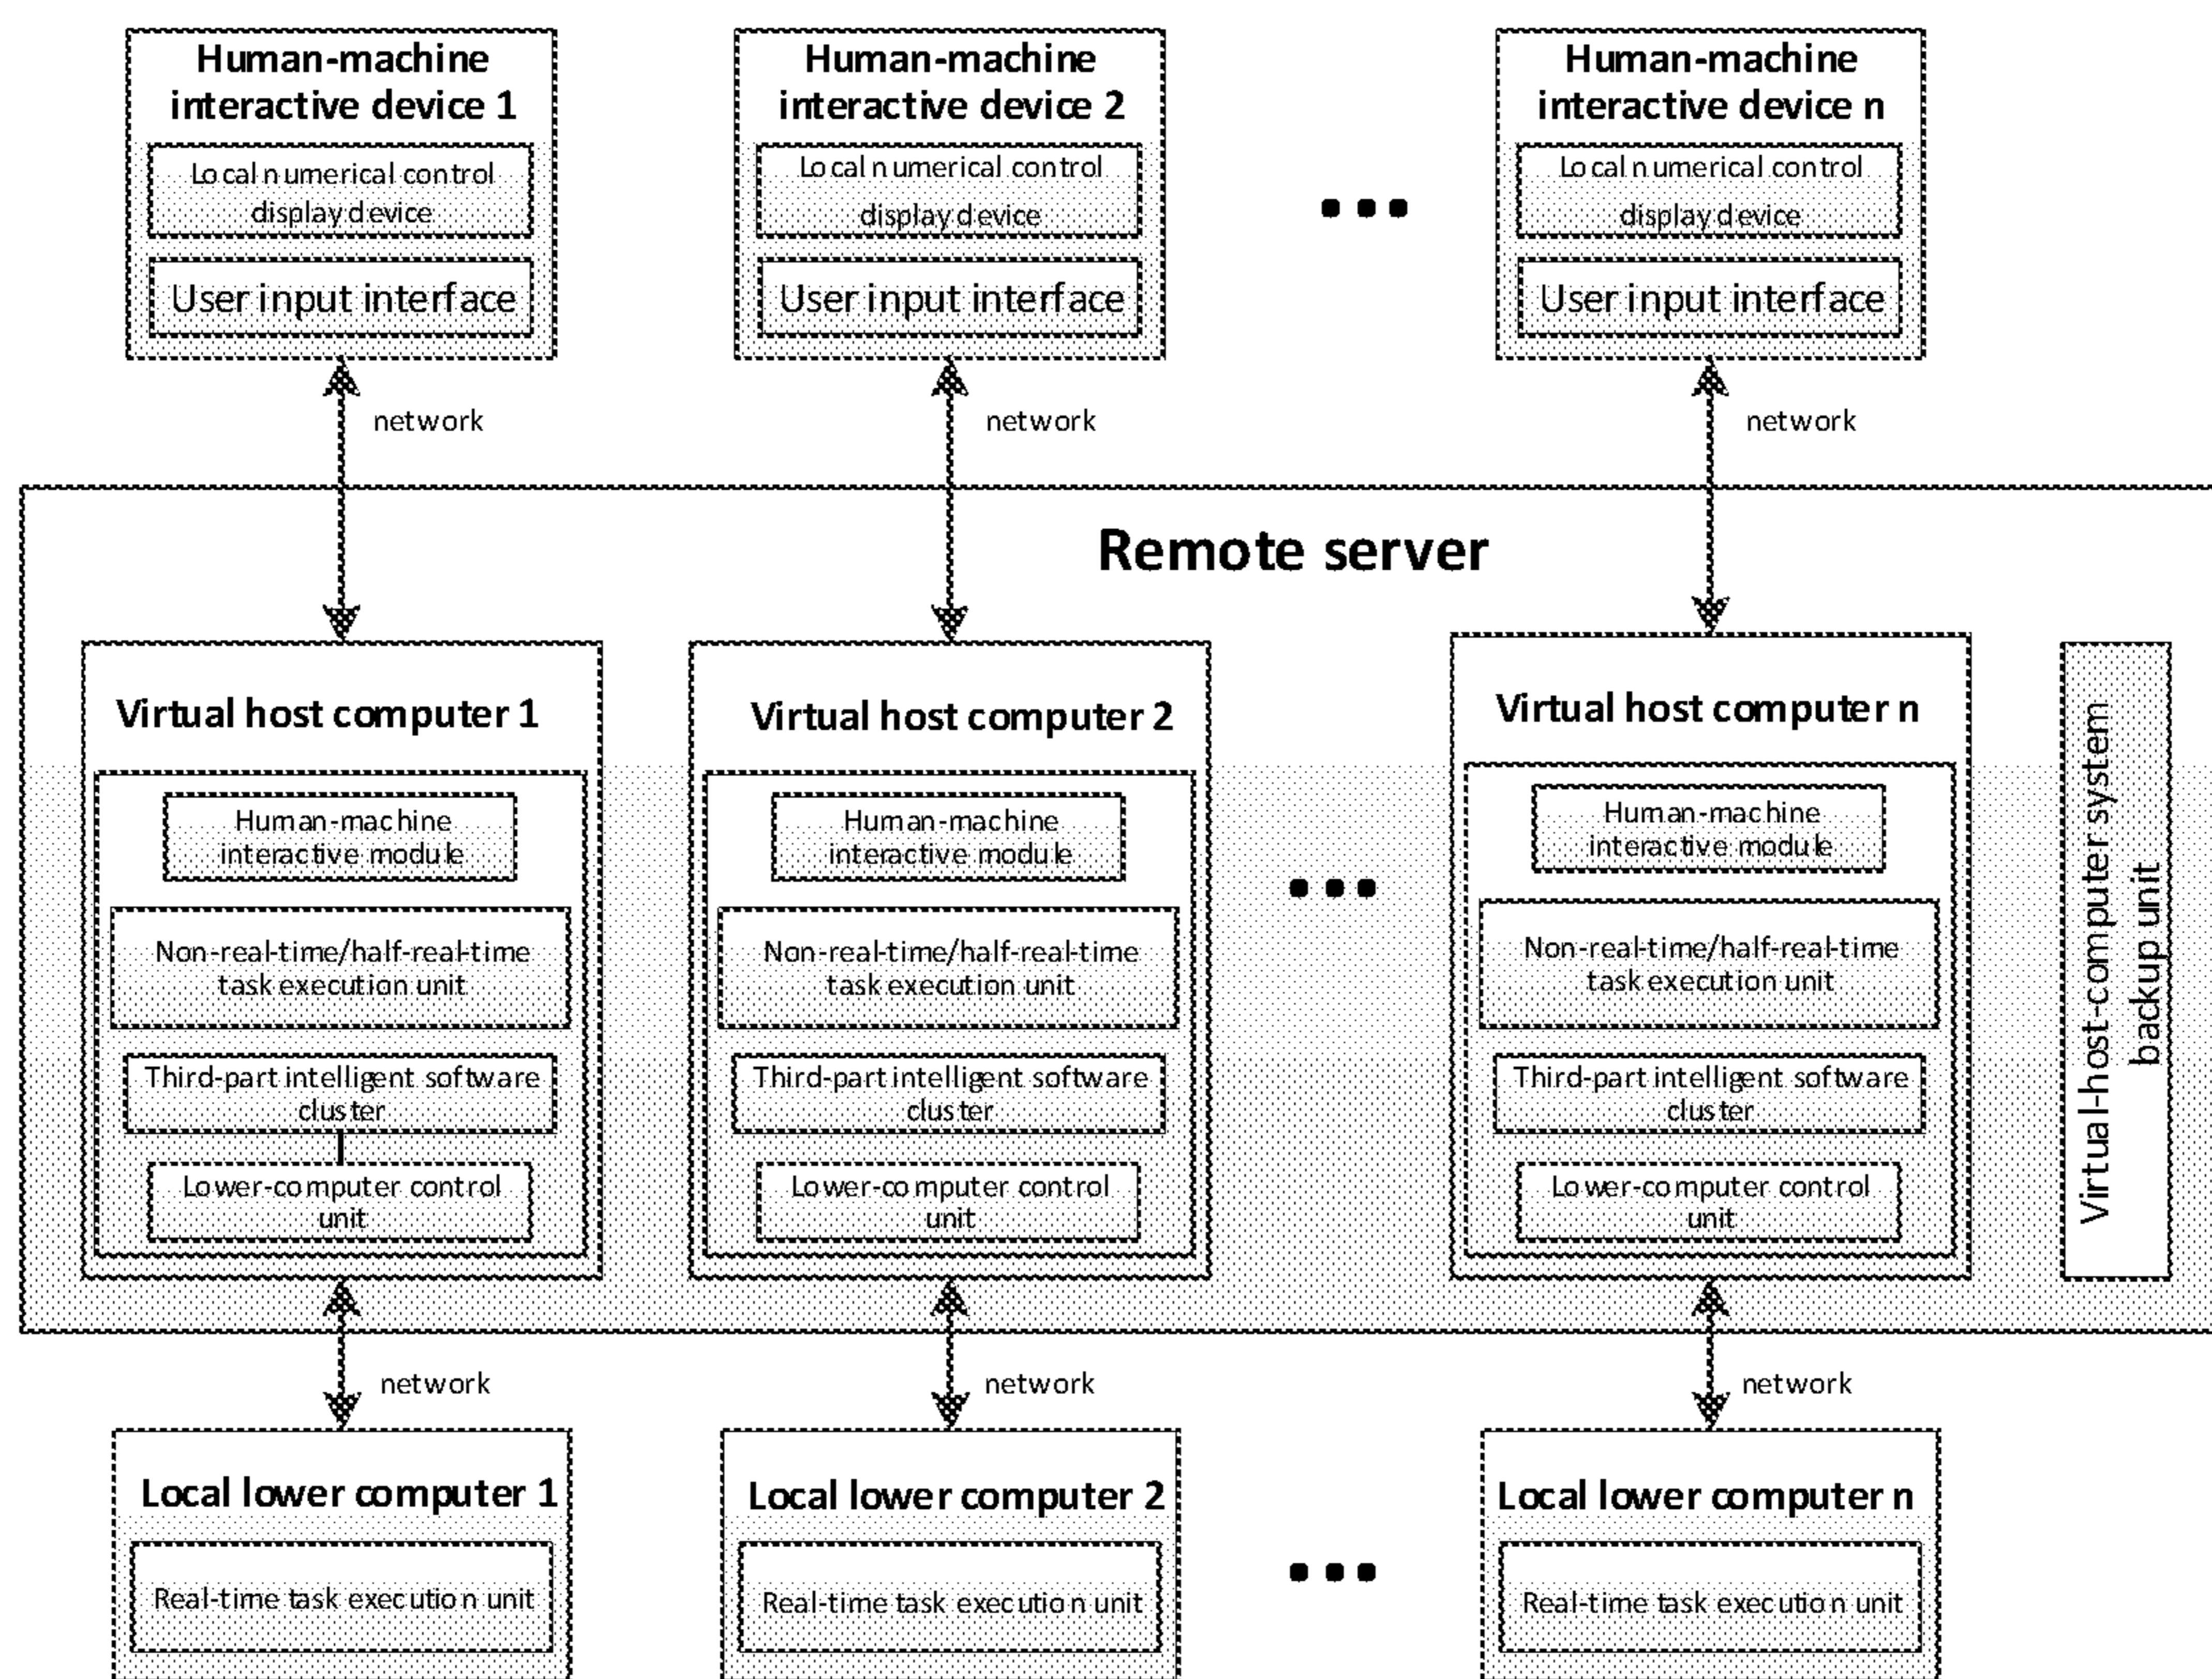 Human-machine
interactive device 1
Local numerical control
display device
User input interface
Human-machine
interactive device 2
Local numerical control
display device
User input interface
Human-machine
interactive device n
Local numerical control
display device
User input interface
network
network
network
Remote server
Virtual host computer 1
Human-machine
interactive module
Non-real-time/half-real-time
task execution unit
Third-part intelligent software
cluster
Lower-computer control
unit
Virtual host computer 2
Human-machine
interactive module
Non-real-time/half-real-time
task execution unit
Third-part intelligent software
cluster
Lower-computer control
unit
Virtual host computer n
Human-machine
interactive module
Non-real-time/half-real-time
task execution unit
Third-part intelligent software
cluster
Lower-computer control
unit
Virtual-host-computer system
backup unit
network
network
network
Local lower computer 1
Real-time task execution unit
Local lower computer 2
Real-time task execution unit
Local lower computer n
Real-time task execution unit